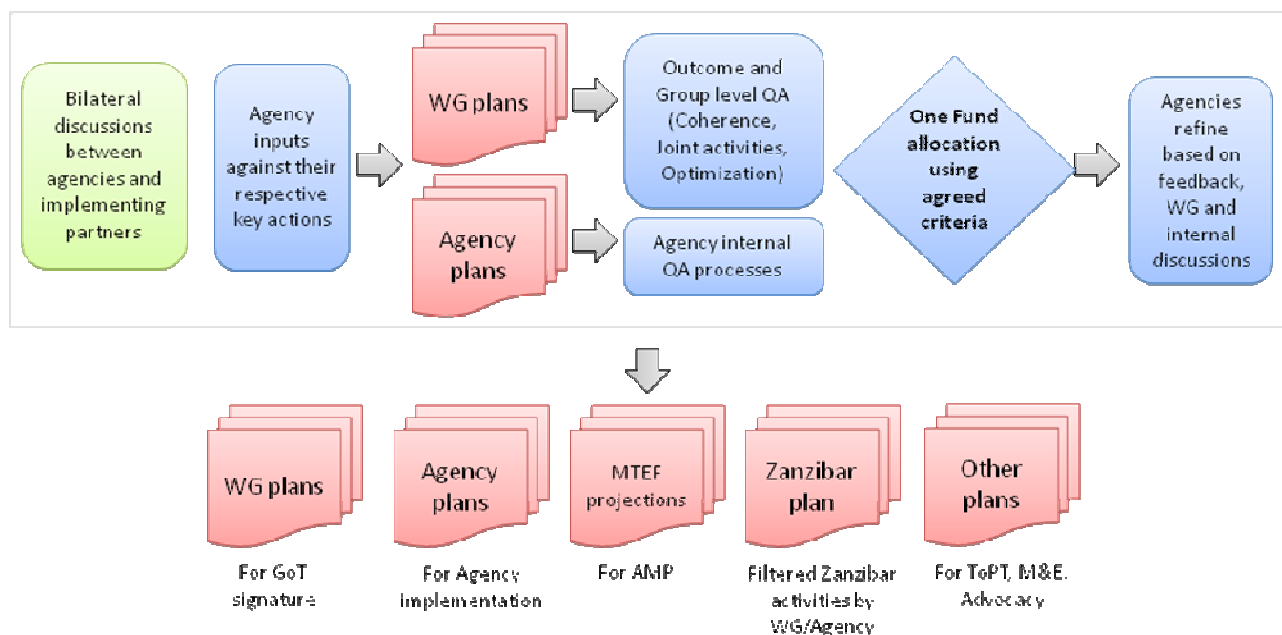 Bilateral
discussions
between
agencies and
implementing
partners
Agency
inputs
against their
respective
key actions
WG plans
Agency
plans
Outcome and
Group level QA
(Coherence,
Joint activities,
Optimization)
Agency internal
QA processes
One Fund
allocation
using
agreed
criteria
Agencies
refine
based on
feedback,
WG and
internal
discussions
WG plans
Agency
plans
MTEF
projections
Zanzibar
plan
Other
plans
For GoT
signature
For Agency
implementation
For AMP
Filtered Zanzibar
activities by
WG/Agency
For ToPT, M&E.
Advocacy